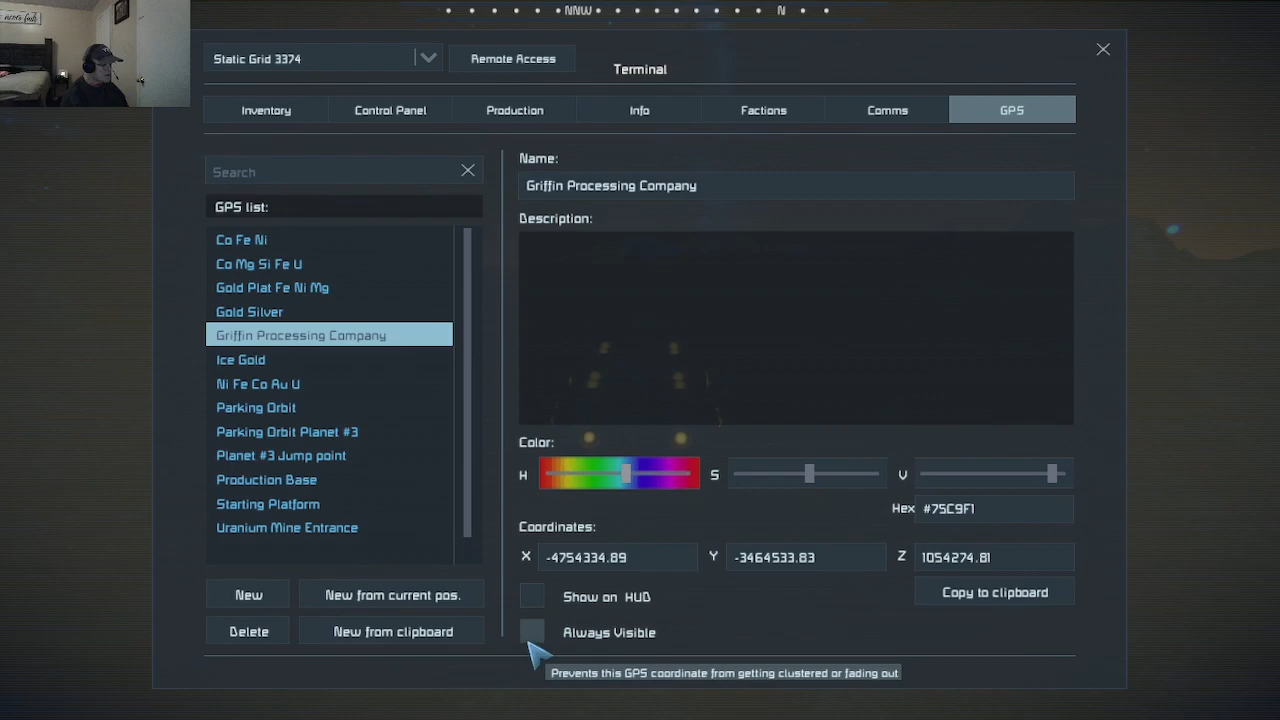 NNW
N
Static Grid 3374
Remote Access
Terminal
Inventory
Control Panel
Production
Info
Factions
Comms
GPS
Search
GPS list:
Co Fe Ni
Co Mg Si Fe U
Gold Plat Fe Ni Mg
Gold Silver
Griffin Processing Company
Ice Gold
Ni Fe Co Au U
Parking Orbit
Parking Orbit Planet #3
Planet #3 Jump point
Production Base
Starting Platform
Uranium Mine Entrance
New
New from current pos.
Delete
New from clipboard
Name:
Griffin Processing Company
Description:
Color:
H
S
V
Hex #75C9F1
Coordinates:
X -4754334.89
Y -3464533.83
Z 1054274.81
Show on HUD
Copy to clipboard
Always Visible
Prevents this GPS coordinate from getting clustered or fading out